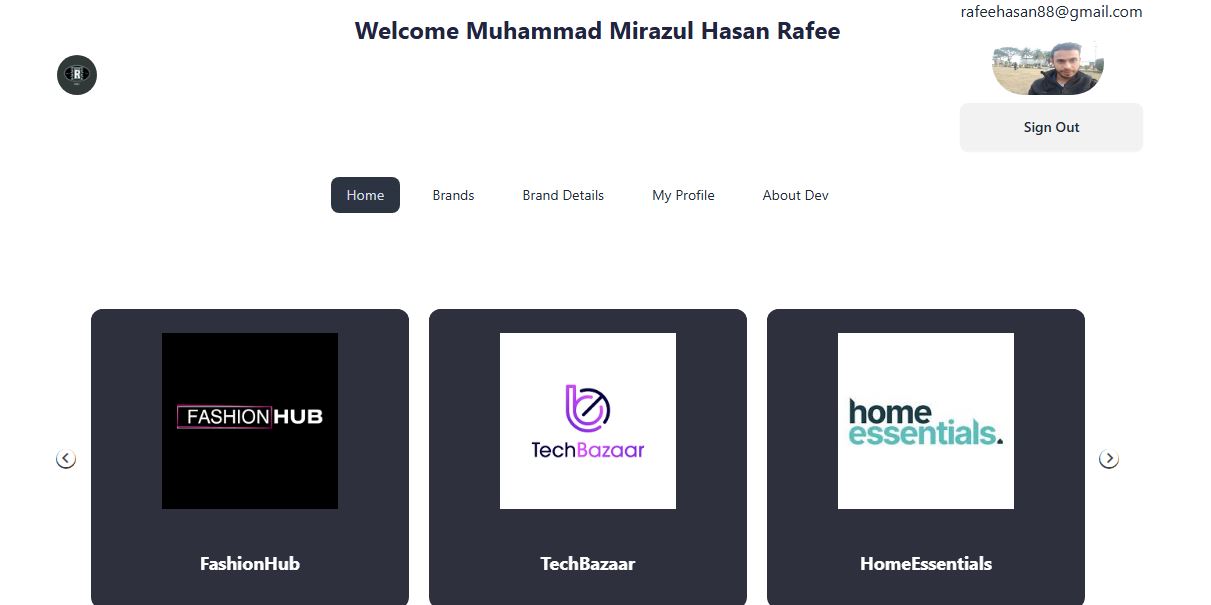 rafeehasan88@gmail.com
Welcome Muhammad Mirazul Hasan Rafee
R
Sign Out
Home Brands Brand Details My Profile About Dev
FASHION HUB
TechBazaar
home
essentials.
FashionHub TechBazaar HomeEssentials